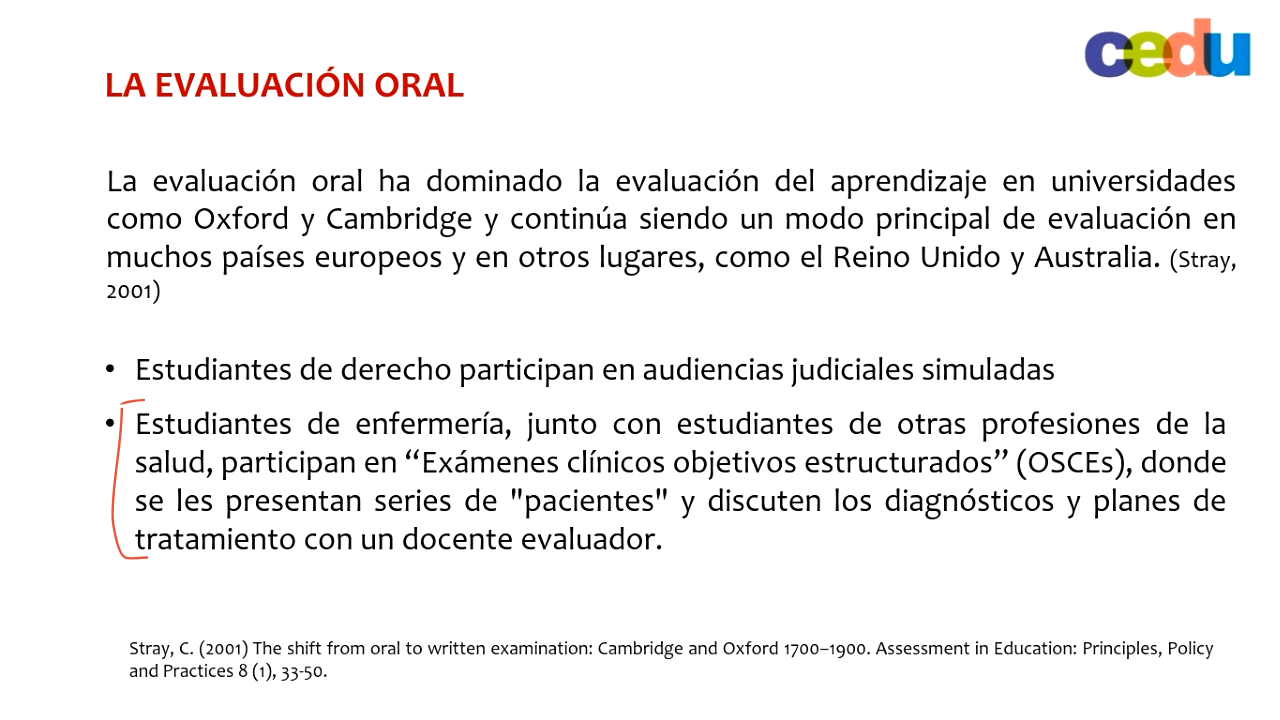 cedu
LA EVALUACIÓN ORAL
La evaluación oral ha dominado la evaluación del aprendizaje en universidades
como Oxford y Cambridge y continúa siendo un modo principal de evaluación en
muchos países europeos y en otros lugares, como el Reino Unido y Australia. (Stray,
2001)
• Estudiantes de derecho participan en audiencias judiciales simuladas
• Estudiantes de enfermería, junto con estudiantes de otras profesiones de la
salud, participan en “Exámenes clínicos objetivos estructurados” (OSCEs), donde
se les presentan series de "pacientes" y discuten los diagnósticos y planes de
tratamiento con un docente evaluador.
Stray, C. (2001) The shift from oral to written examination: Cambridge and Oxford 1700–1900. Assessment in Education: Principles, Policy
and Practices 8 (1), 33-50.